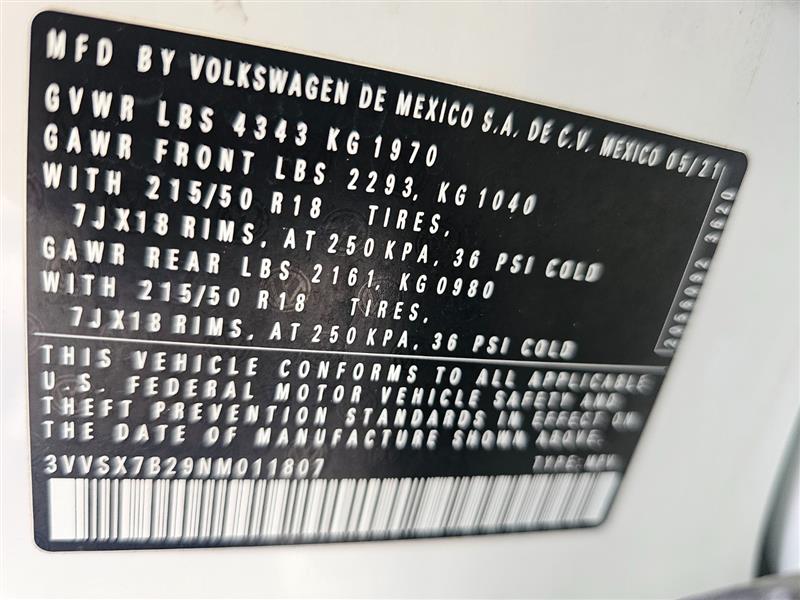 MFD BY VOLKSWAGEN DE MEXICO S.A. DE C.V. MEXICO 05/21
GVWR LBS 4343 KG 1970
GAWR FRONT LBS 2293, KG 1040
WITH 215/50 R18 TIRES,
7JX18 RIMS, AT 250 KPA, 36 PSI COLD
GAWR REAR LBS 2161, KG0980
WITH 215/50 R18 TIRES,
7JX18 RIMS, AT 250 KPA, 36 PSI COLD
THIS VEHICLE CONFORMS TO ALL APPLICABLE
U.S. FEDERAL MOTOR VEHICLE SAFETY AND
THEFT PREVENTION STANDARDS IN EFFECT ON
THE DATE OF MANUFACTURE SHOWN ABOVE.
3VVSX7B29NM011807 TYPE: MPV